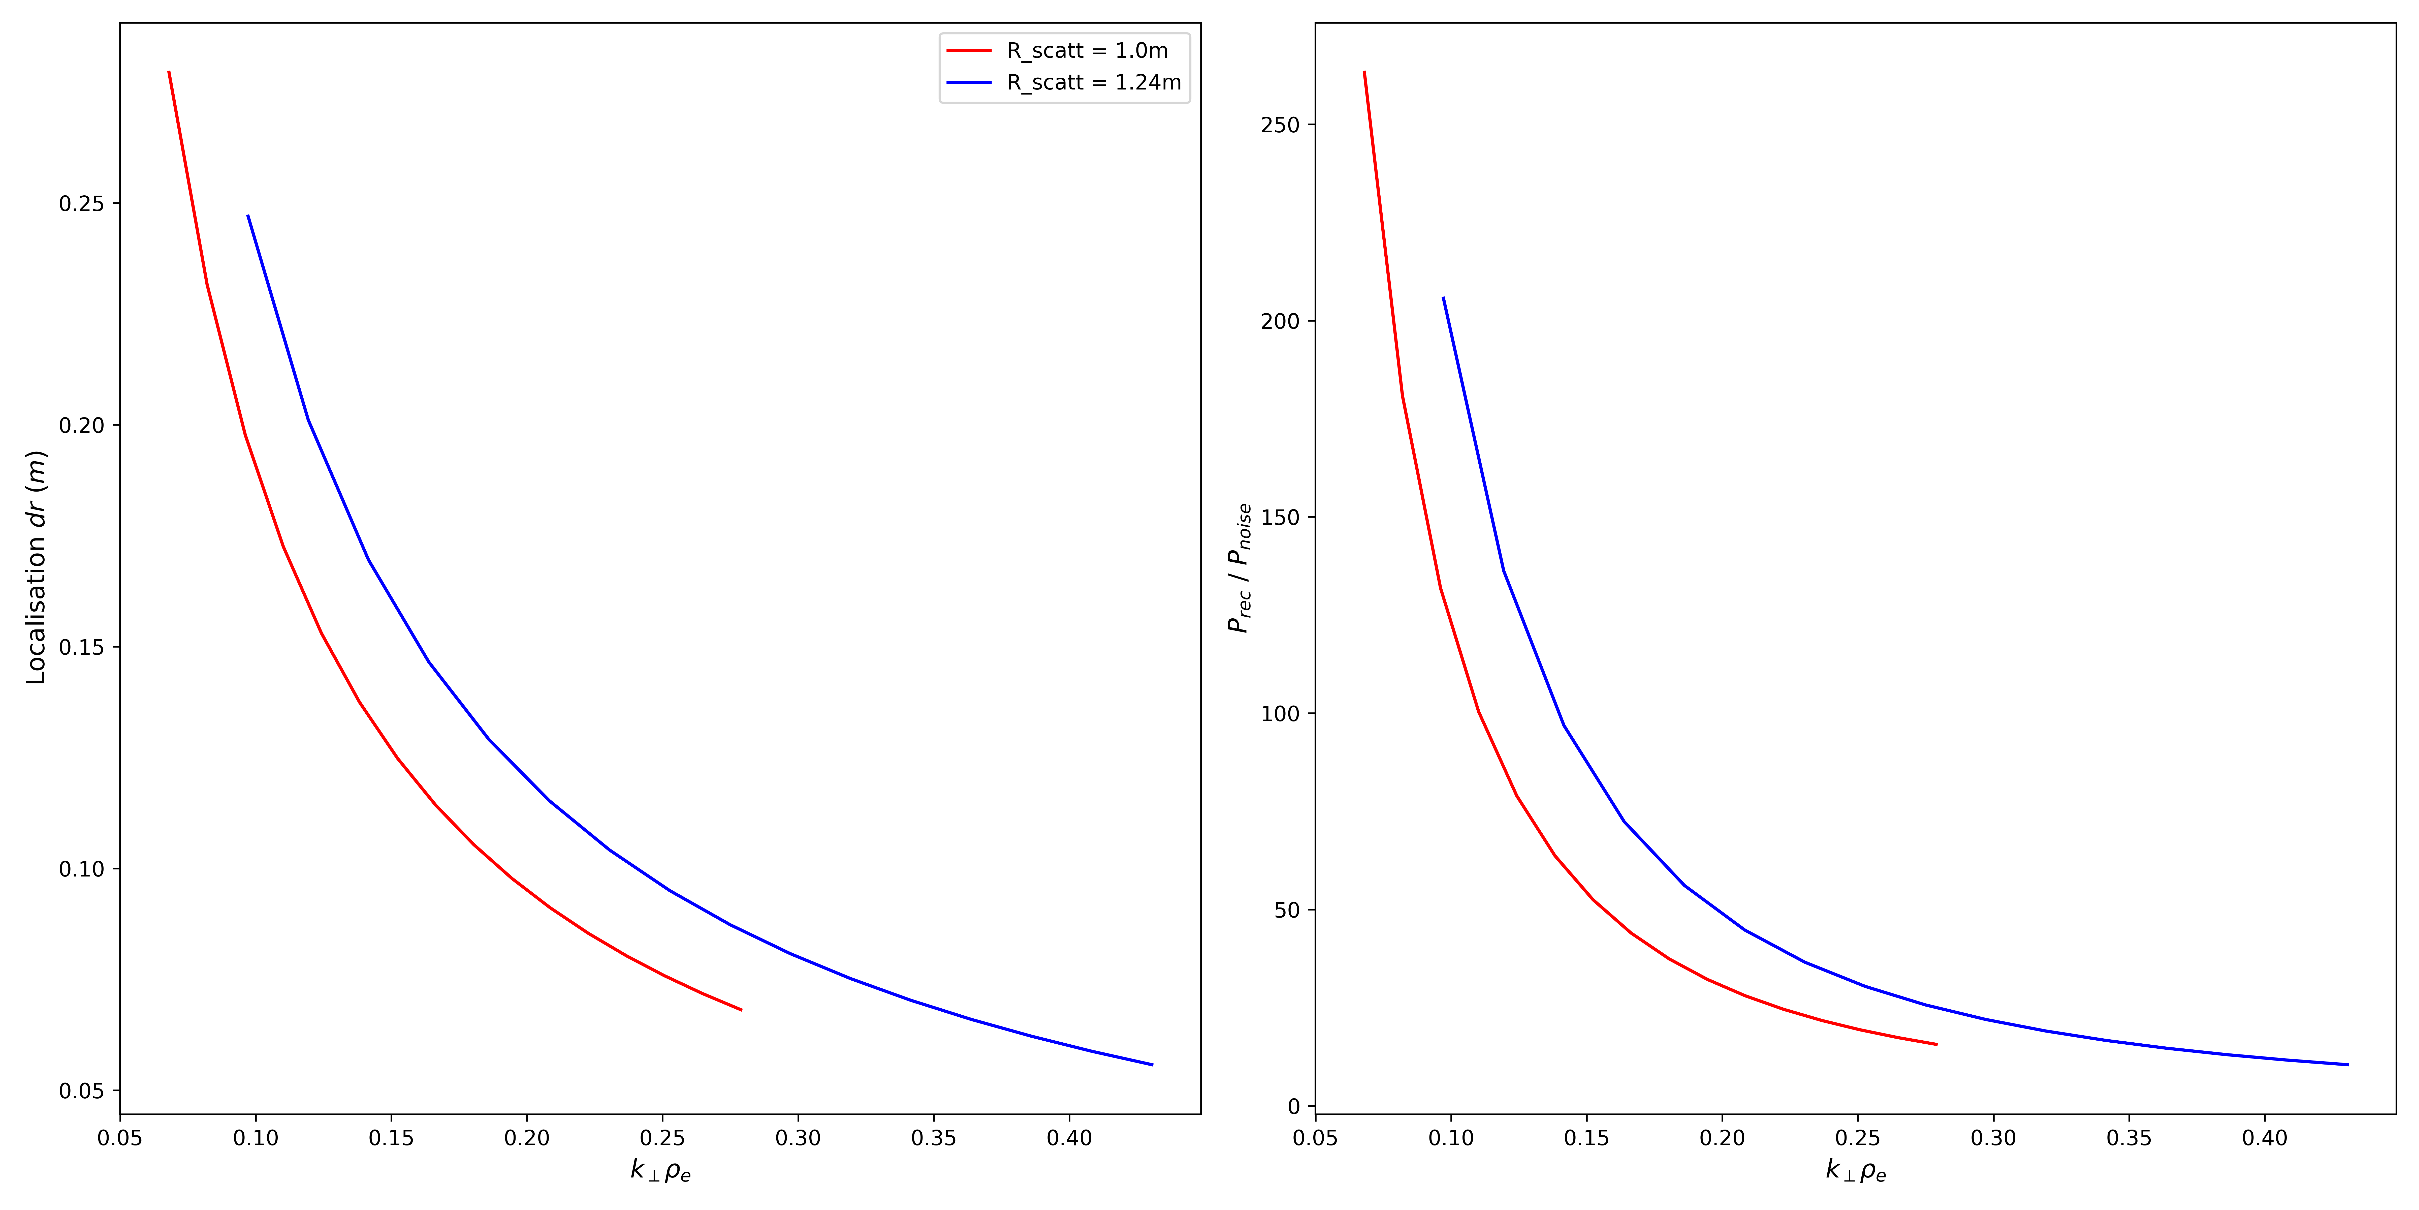 R_scatt = 1.0m
R_scatt = 1.24m
Localisation dr (m)
0.25
0.20
0.15
0.10
0.05
0.05 0.10 0.15 0.20 0.25 0.30 0.35 0.40
k⊥ρe
P_rec / P_noise
250
200
150
100
50
0
0.05 0.10 0.15 0.20 0.25 0.30 0.35 0.40
k⊥ρe